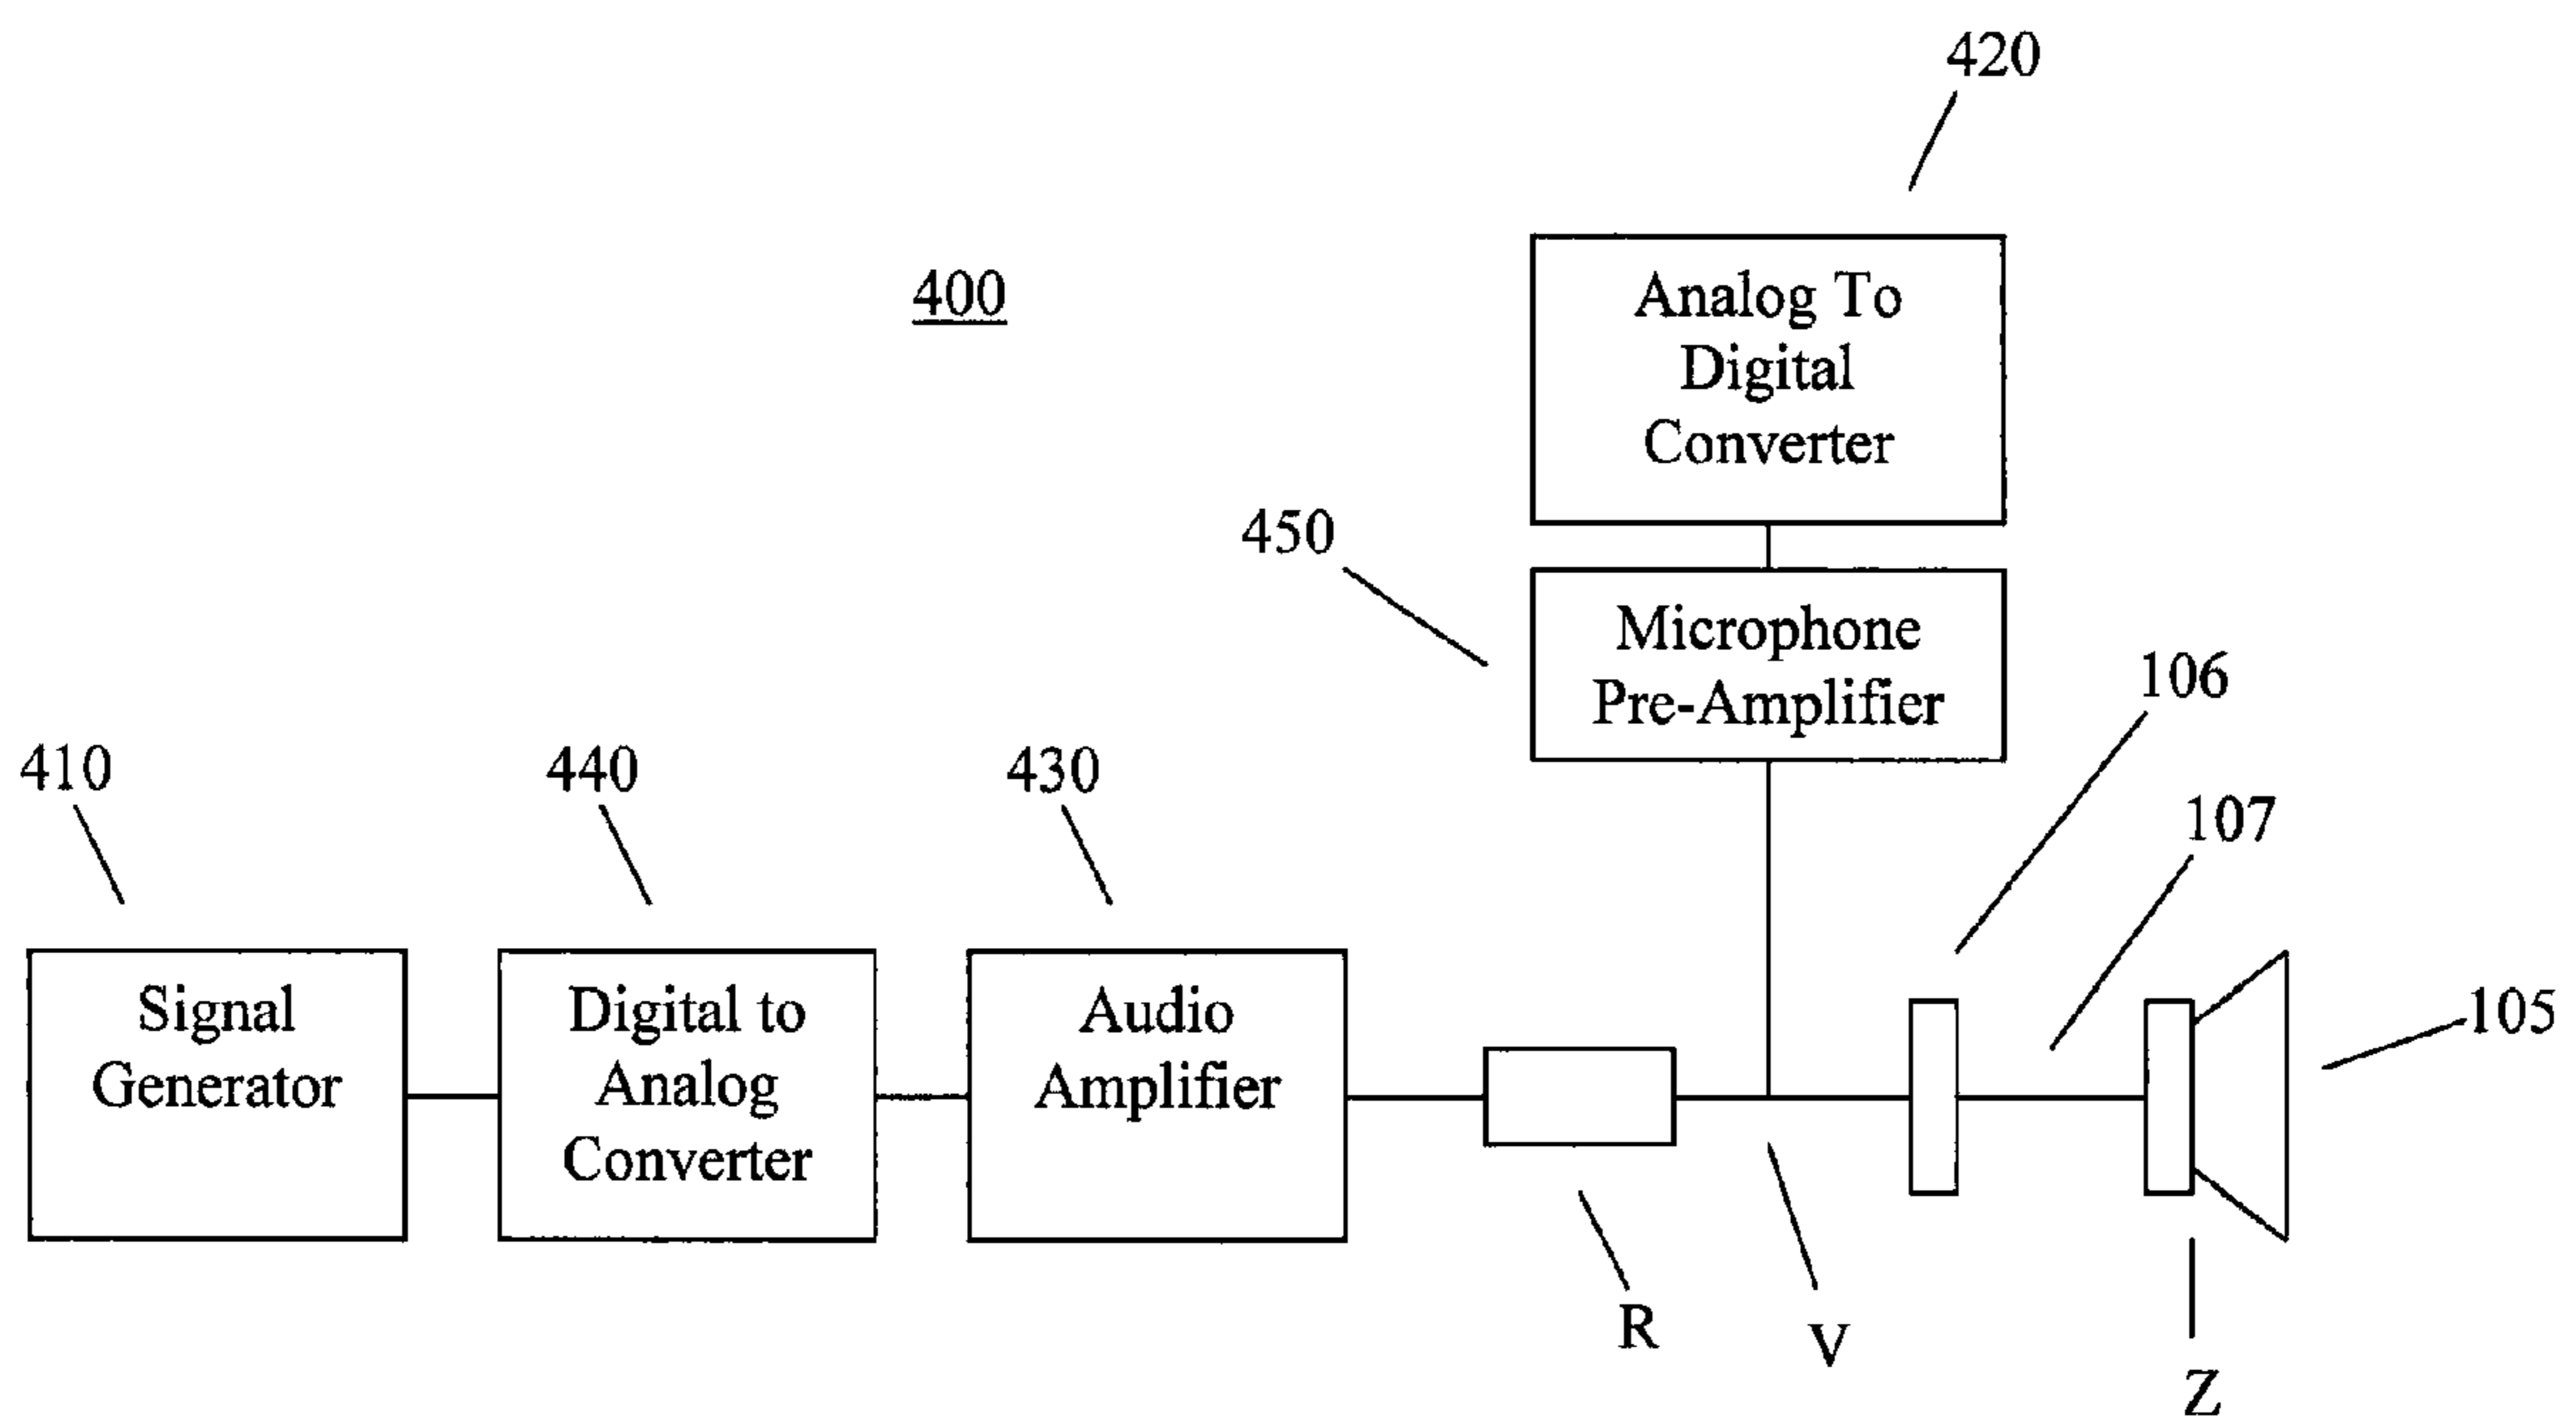 420
400
Analog To
Digital
Converter
450
Microphone
Pre-Amplifier
106
107
410
440
430
105
Signal
Generator
Digital to
Analog
Converter
Audio
Amplifier
R
V
Z